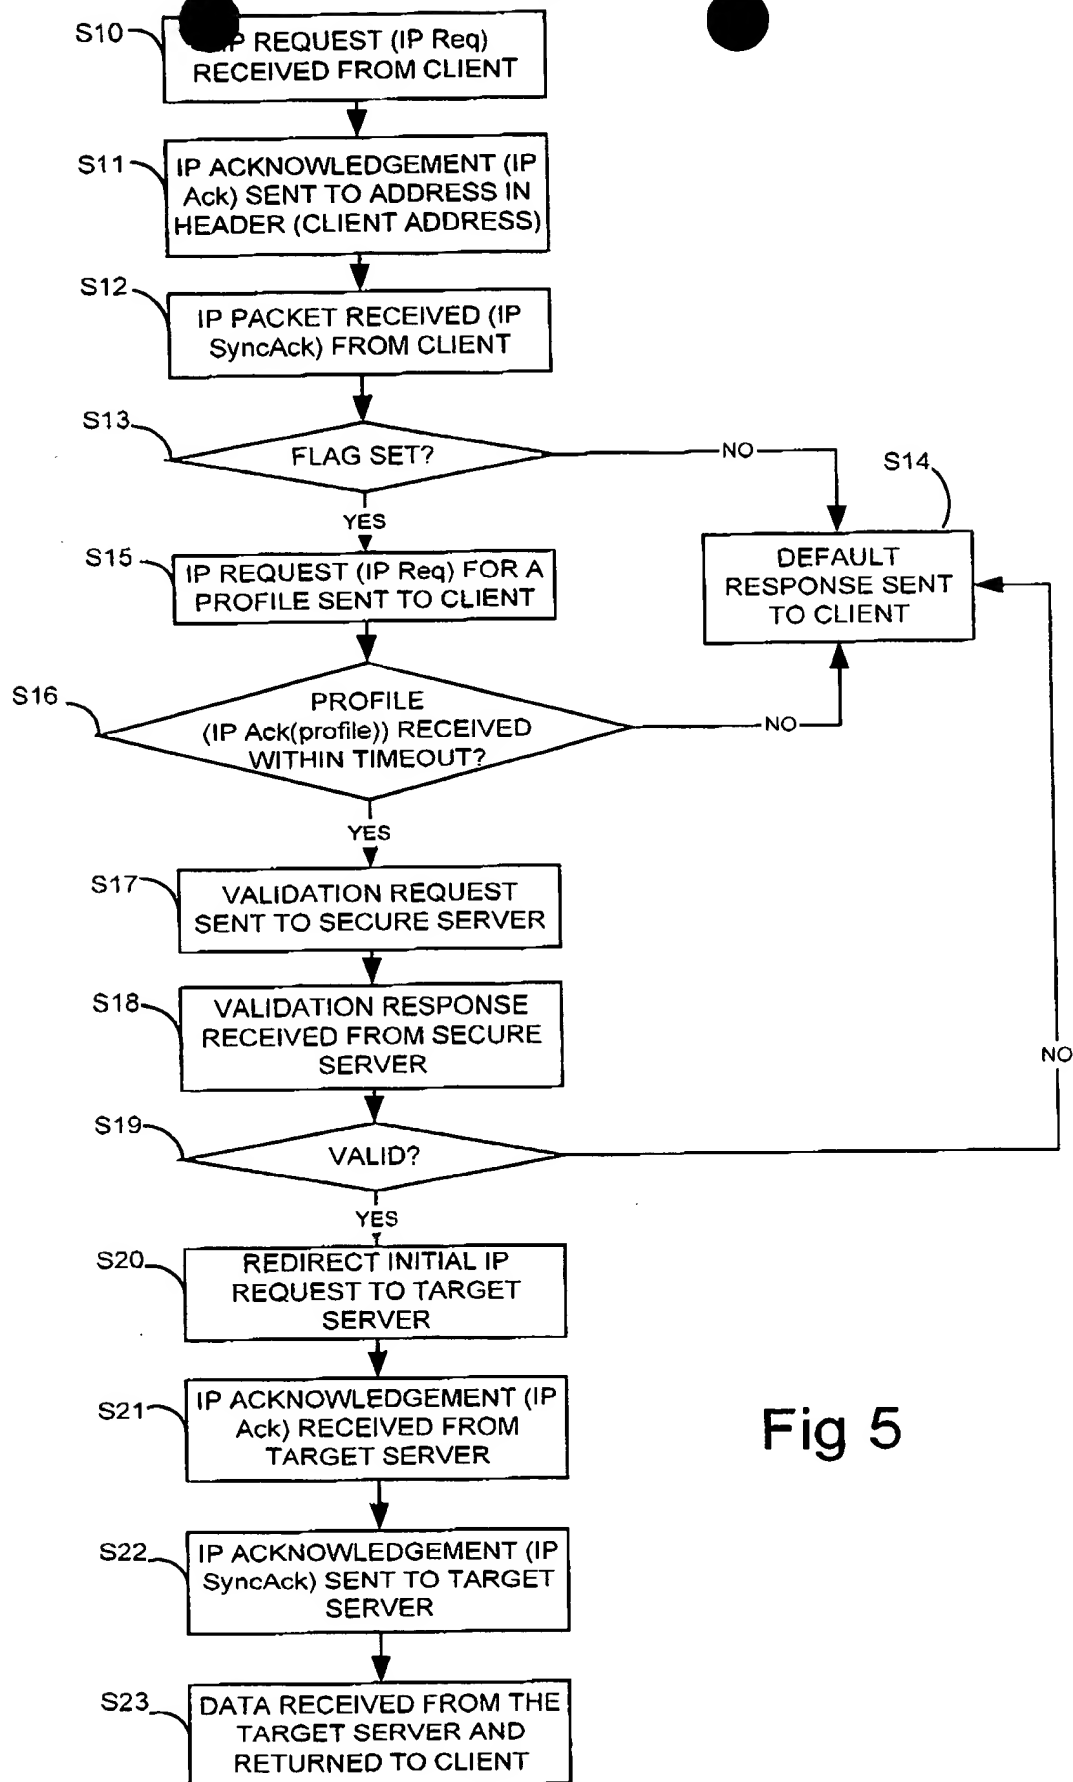 S10
IP REQUEST (IP Req)
RECEIVED FROM CLIENT
S11
IP ACKNOWLEDGEMENT (IP
Ack) SENT TO ADDRESS IN
HEADER (CLIENT ADDRESS)
S12
IP PACKET RECEIVED (IP
SyncAck) FROM CLIENT
S13
FLAG SET?
NO
S14
DEFAULT
RESPONSE SENT
TO CLIENT
YES
S15
IP REQUEST (IP Req) FOR A
PROFILE SENT TO CLIENT
S16
PROFILE
(IP Ack(profile)) RECEIVED
WITHIN TIMEOUT?
NO
YES
S17
VALIDATION REQUEST
SENT TO SECURE SERVER
S18
VALIDATION RESPONSE
RECEIVED FROM SECURE
SERVER
NO
S19
VALID?
YES
S20
REDIRECT INITIAL IP
REQUEST TO TARGET
SERVER
S21
IP ACKNOWLEDGEMENT (IP
Ack) RECEIVED FROM
TARGET SERVER
Fig 5
S22
IP ACKNOWLEDGEMENT (IP
SyncAck) SENT TO TARGET
SERVER
S23
DATA RECEIVED FROM THE
TARGET SERVER AND
RETURNED TO CLIENT